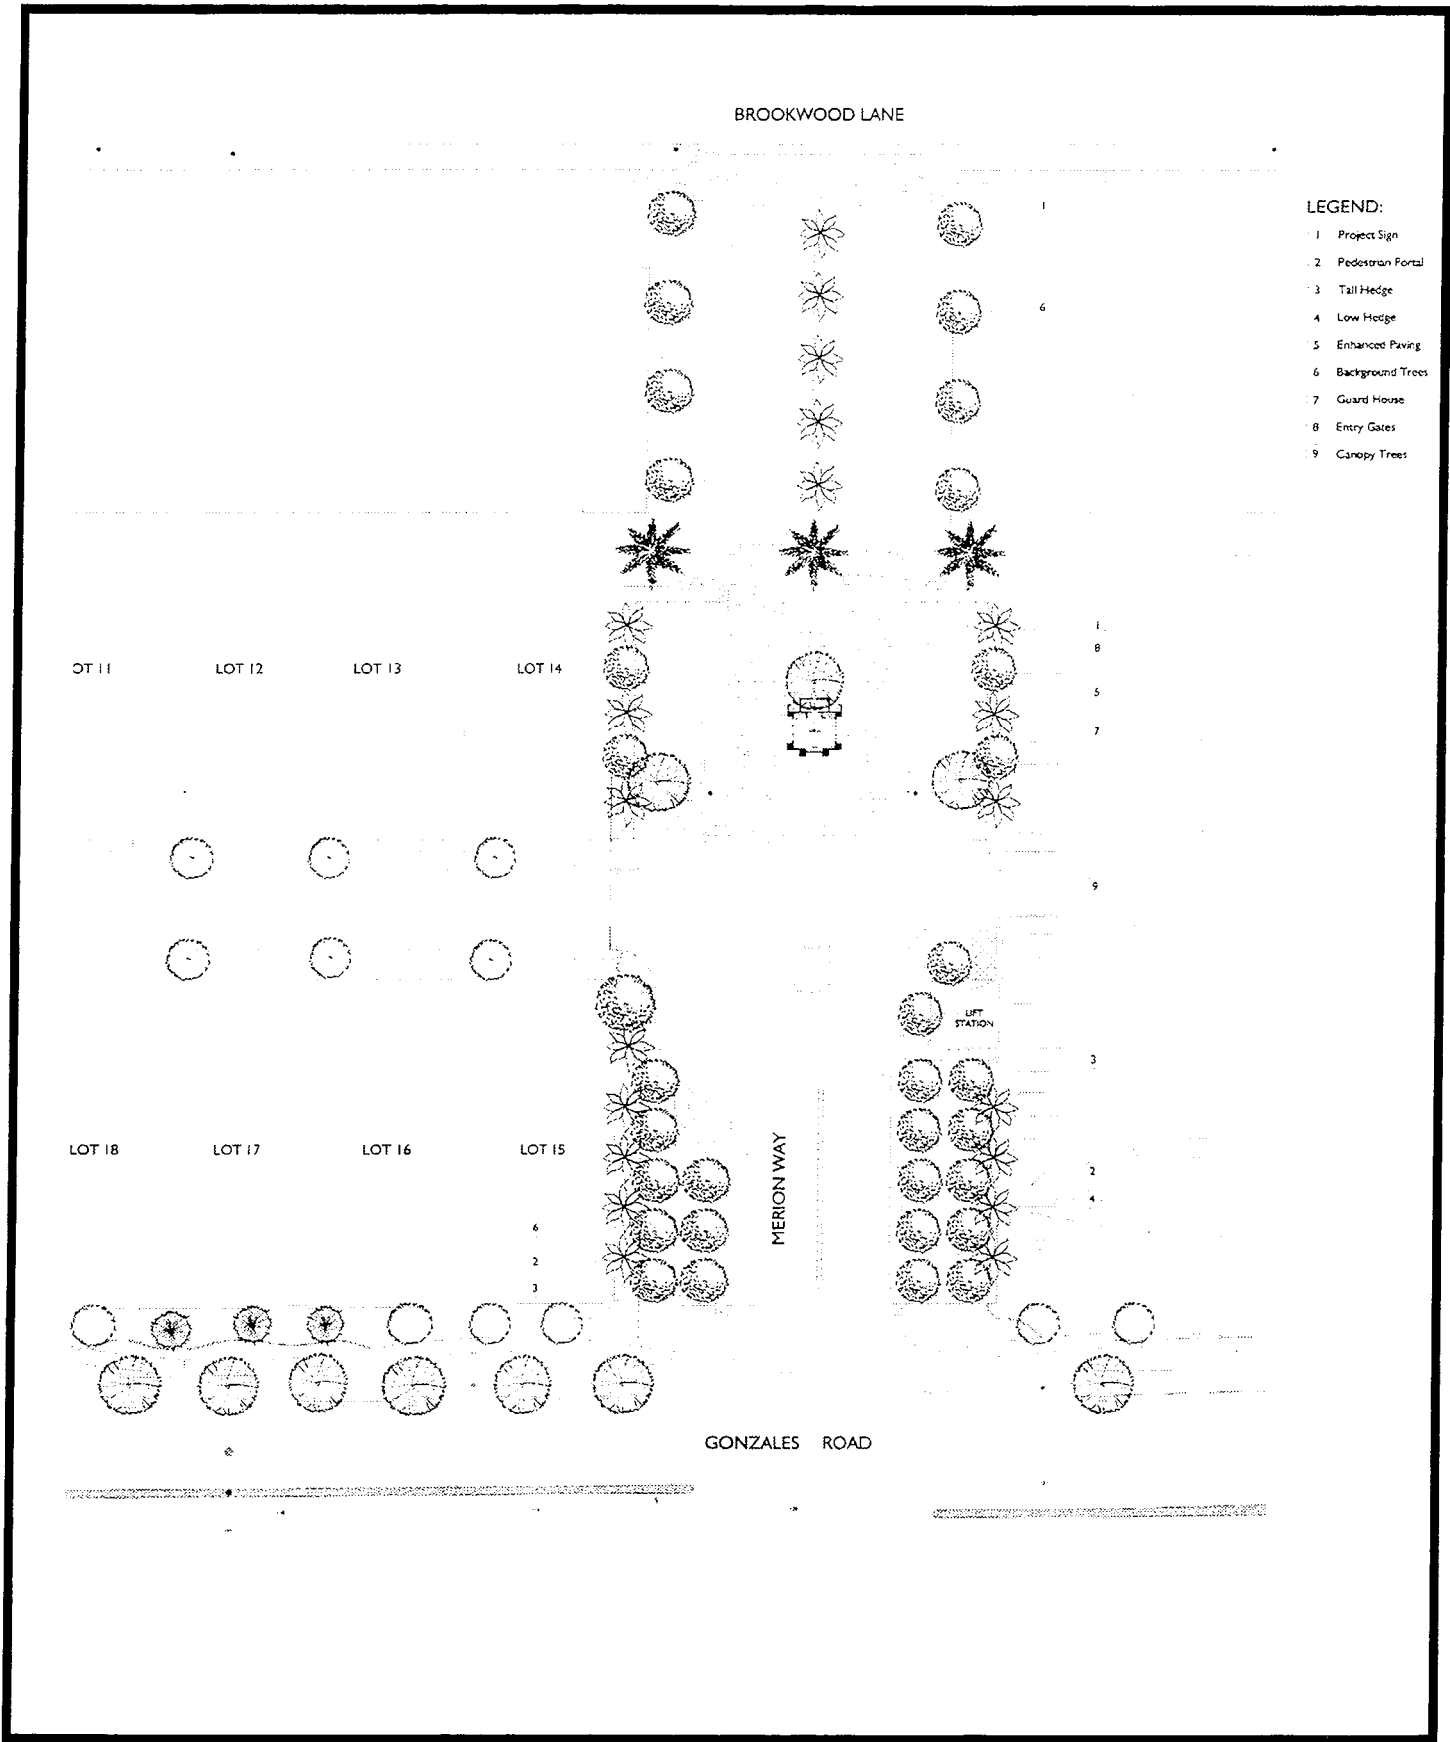 BROOKWOOD LANE
1
6
LEGEND:
1 Project Sign
2 Pedestrian Portal
3 Tall Hedge
4 Low Hedge
5 Enhanced Paving
6 Background Trees
7 Guard House
8 Entry Gates
9 Canopy Trees
1
8
OT 11
LOT 12
LOT 13
LOT 14
5
7
9
LIFT
STATION
3
LOT 18
LOT 17
LOT 16
LOT 15
MERION WAY
2
4
6
2
3
GONZALES ROAD